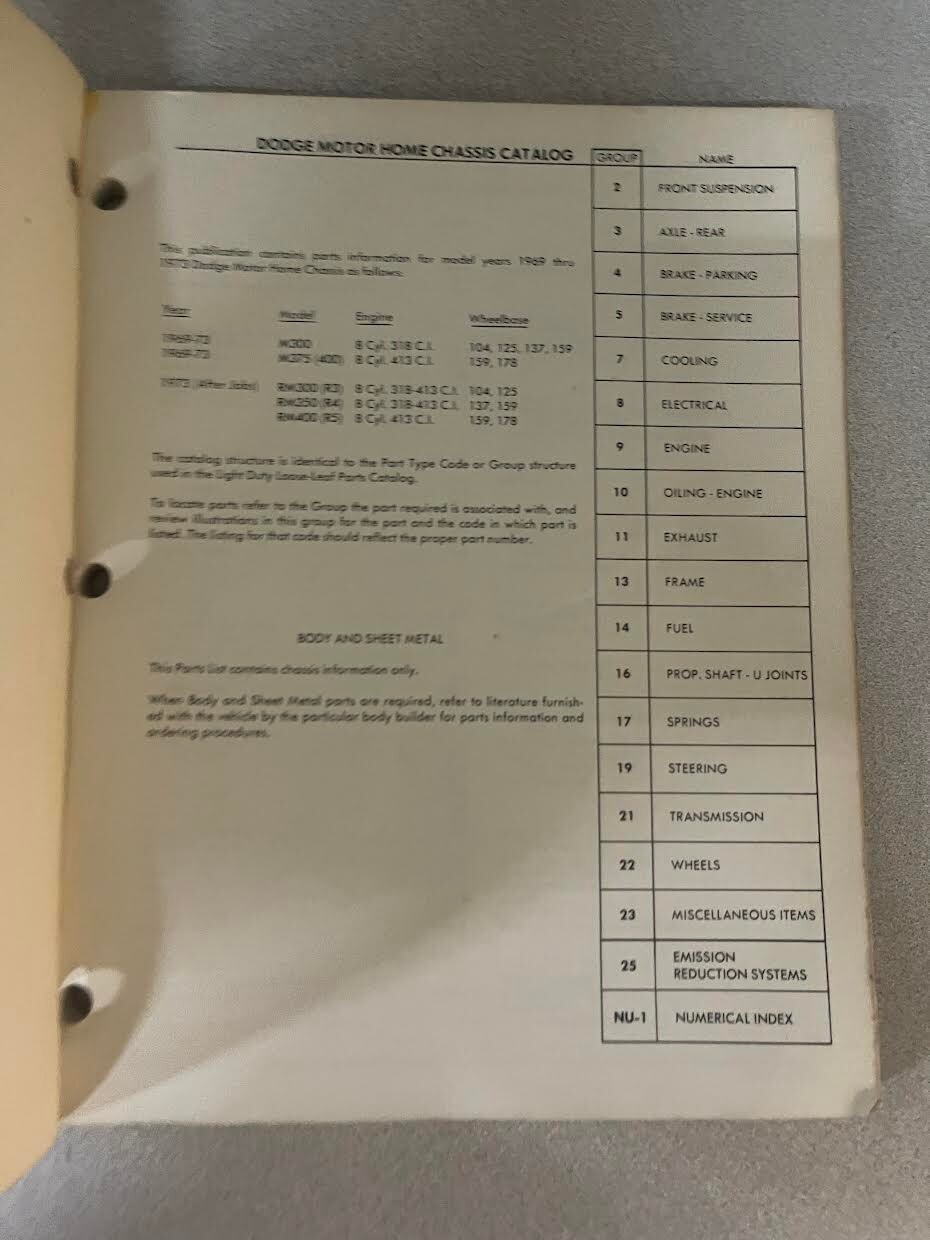 DODGE MOTOR HOME CHASSIS CATALOG
This publication contains parts information for model years 1969 thru
1973 Dodge Motor Home Chassis as follows:
Year Model Engine Wheelbase
1969-73 M300 8 Cyl. 318 C.I. 104, 125, 137, 159
1969-73 M375 (400) 8 Cyl. 413 C.I. 159, 178
1973 (After Jobs) RM300 (R3) 8 Cyl. 318-413 C.I. 104, 125
RM350 (R4) 8 Cyl. 318-413 C.I. 137, 159
RM400 (R5) 8 Cyl. 413 C.I. 159, 178
The catalog structure is identical to the Part Type Code or Group structure
used in the Light Duty Loose-Leaf Parts Catalog.
To locate parts refer to the Group the part required is associated with, and
review illustrations in this group for the part and the code in which part is
listed. The listing for that code should reflect the proper part number.
BODY AND SHEET METAL
This Parts List contains chassis information only.
When Body and Sheet Metal parts are required, refer to literature furnish-
ed with the vehicle by the particular body builder for parts information and
ordering procedures.
GROUP NAME
2 FRONT SUSPENSION
3 AXLE - REAR
4 BRAKE - PARKING
5 BRAKE - SERVICE
7 COOLING
8 ELECTRICAL
9 ENGINE
10 OILING - ENGINE
11 EXHAUST
13 FRAME
14 FUEL
16 PROP. SHAFT - U JOINTS
17 SPRINGS
19 STEERING
21 TRANSMISSION
22 WHEELS
23 MISCELLANEOUS ITEMS
25 EMISSION
REDUCTION SYSTEMS
NU-1 NUMERICAL INDEX